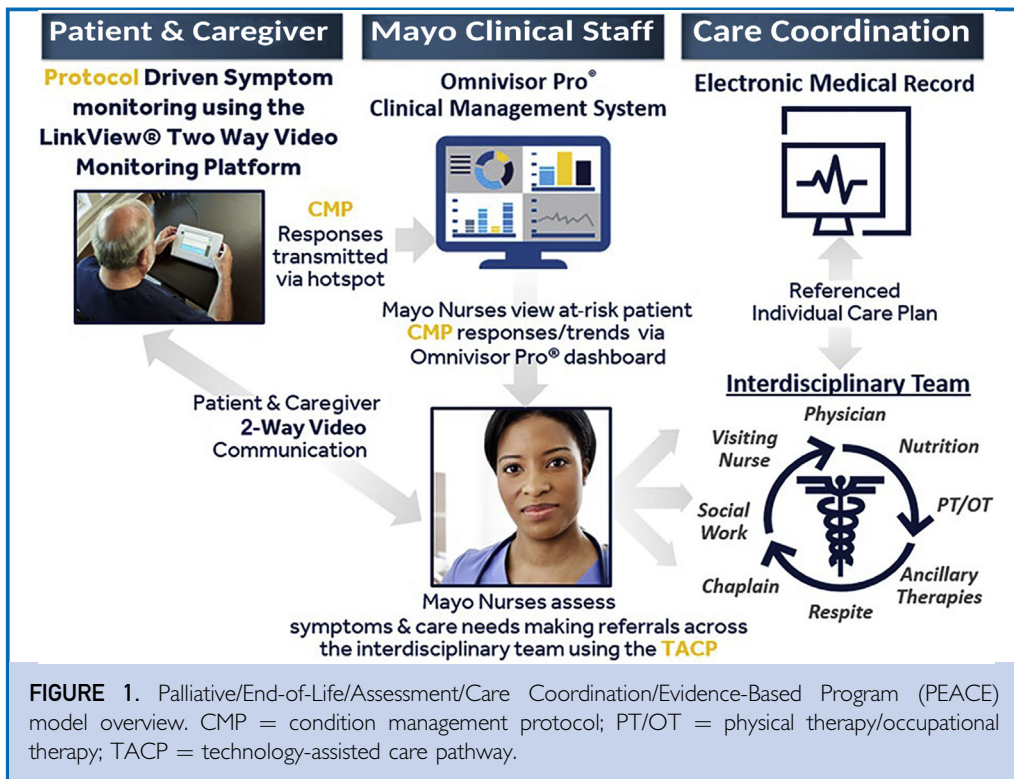 Patient & Caregiver
Protocol Driven Symptom
monitoring using the
LinkView® Two Way Video
Monitoring Platform
CMP
Responses
transmitted
via hotspot
Patient & Caregiver
2-Way Video
Communication
Mayo Clinical Staff
Omnivisor Pro®
Clinical Management System
Mayo Nurses view at-risk patient
CMP responses/trends via
Omnivisor Pro® dashboard
Mayo Nurses assess
symptoms & care needs making referrals across
the interdisciplinary team using the TACP
Care Coordination
Electronic Medical Record
Referenced
Individual Care Plan
Interdisciplinary Team
Physician
Nutrition
PT/OT
Ancillary
Therapies
Respite
Chaplain
Social
Work
Visiting
Nurse
FIGURE 1. Palliative/End-of-Life/Assessment/Care Coordination/Evidence-Based Program (PEACE)
model overview. CMP = condition management protocol; PT/OT = physical therapy/occupational
therapy; TACP = technology-assisted care pathway.